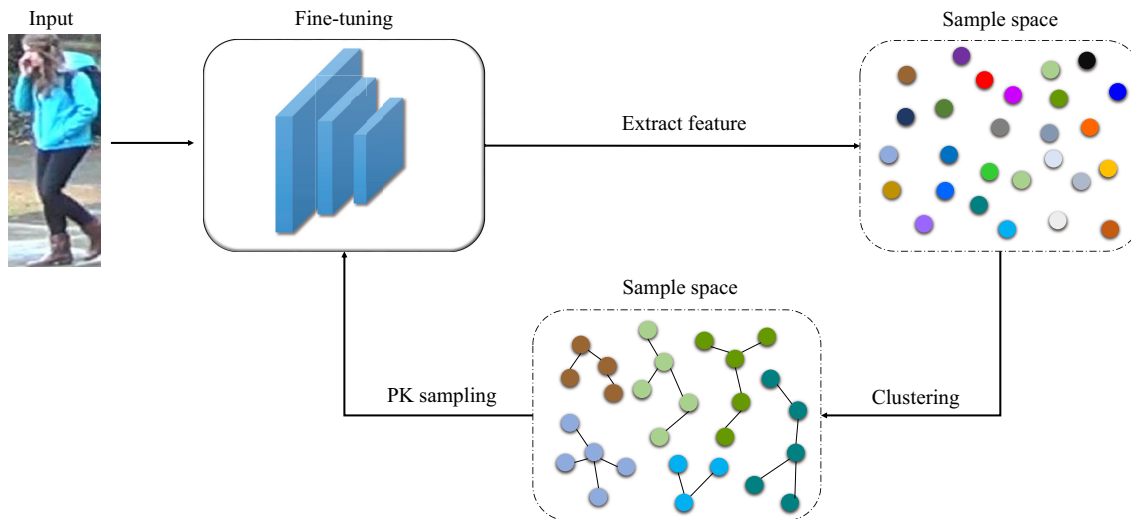 Input
Fine-tuning
Sample space
Extract feature
Sample space
PK sampling
Clustering